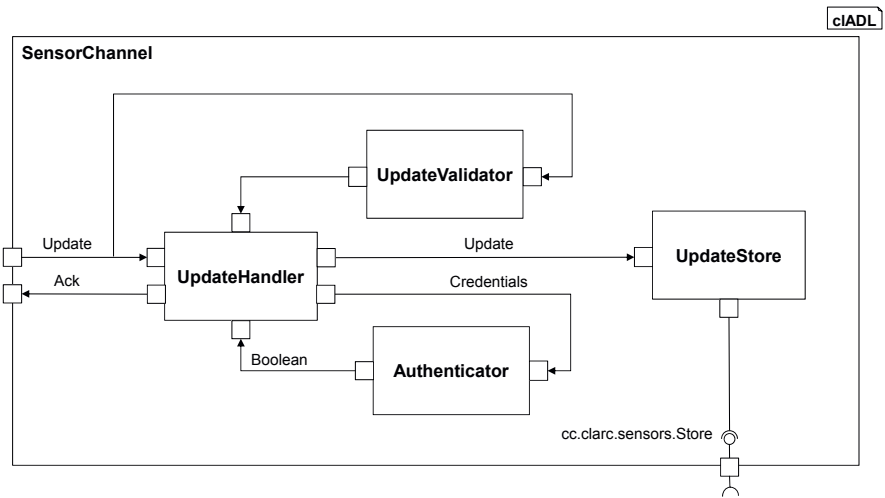 clADL
SensorChannel
UpdateValidator
Update
Update
UpdateStore
UpdateHandler
Ack
Credentials
Boolean
Authenticator
cc.clarc.sensors.Store